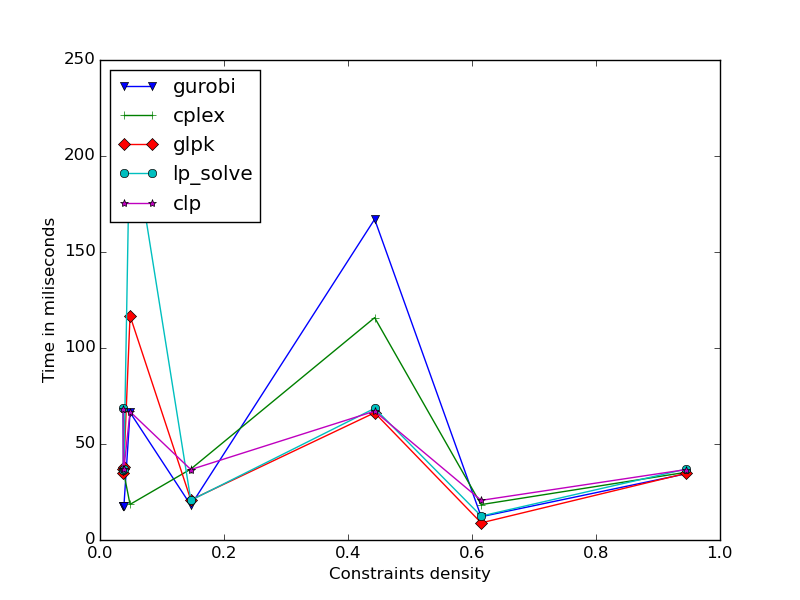 250
200
150
100
50
0
Time in miliseconds
gurobi
cplex
glpk
lp_solve
clp
0.0 0.2 0.4 0.6 0.8 1.0
Constraints density